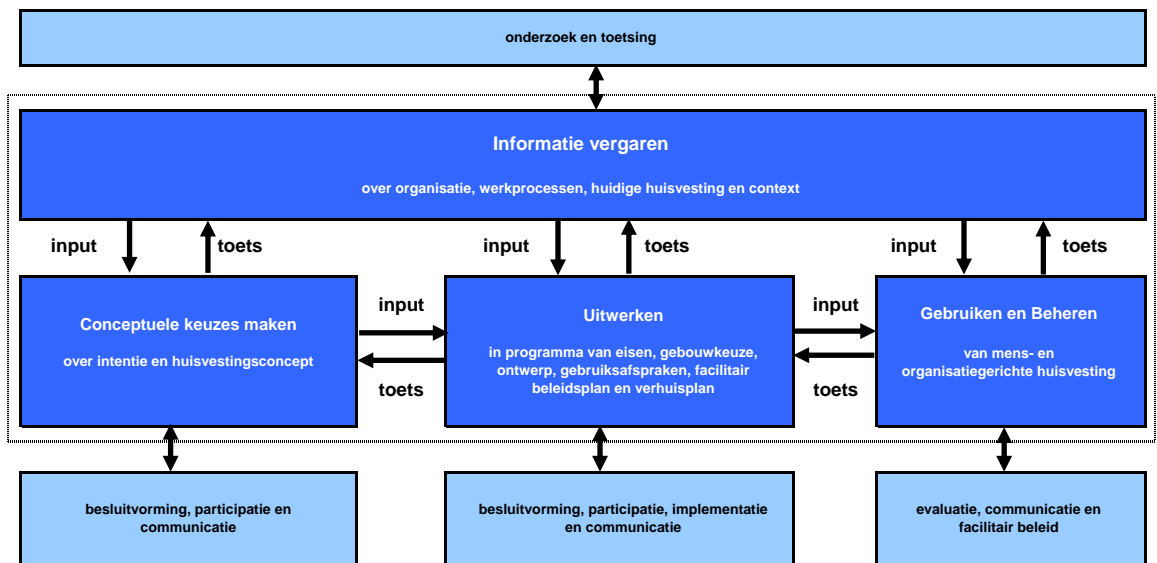 onderzoek en toetsing
Informatie vergaren
over organisatie, werkprocessen, huidige huisvesting en context
input
toets
input
toets
input
toets
Conceptuele keuzes maken
over intentie en huisvestingsconcept
input
toets
Uitwerken
in programma van eisen, gebouwkeuze,
ontwerp, gebruiksafspraken, facilitair
beleidsplan en verhuisplan
input
toets
Gebruiken en Beheren
van mens- en
organisatiegerichte huisvesting
besluitvorming, participatie en
communicatie
besluitvorming, participatie, implementatie
en communicatie
evaluatie, communicatie en
facilitair beleid